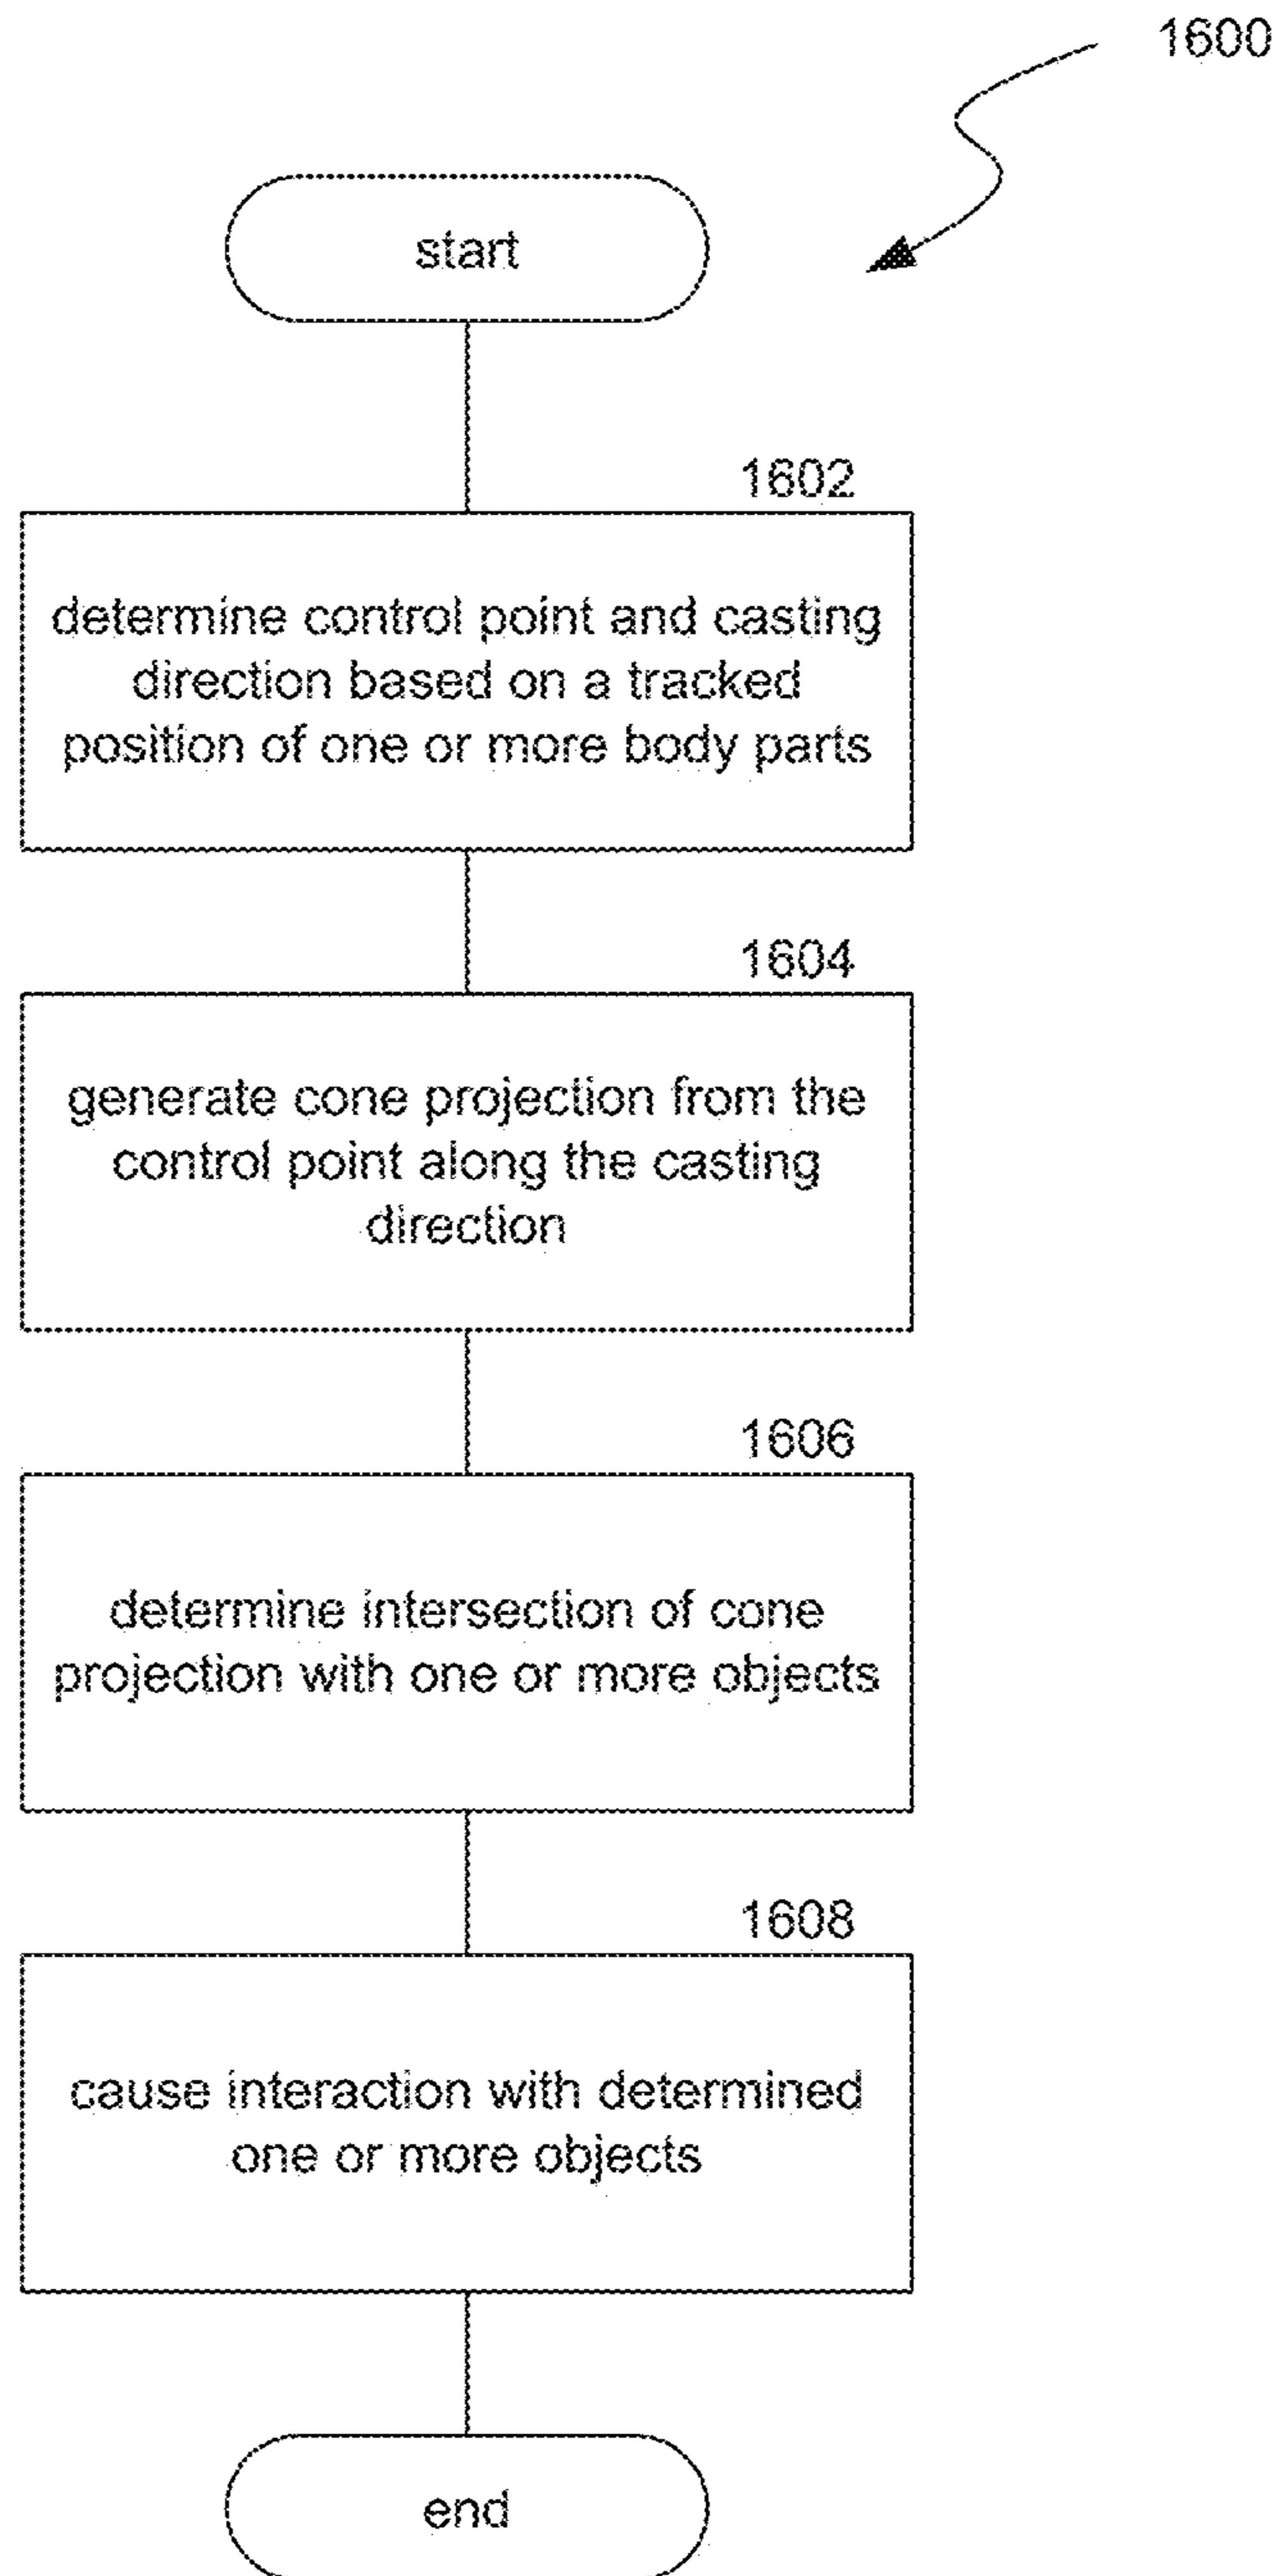 1600
start
1602
determine control point and casting
direction based on a tracked
position of one or more body parts
1604
generate cone projection from the
control point along the casting
direction
1606
determine intersection of cone
projection with one or more objects
1608
cause interaction with determined
one or more objects
end